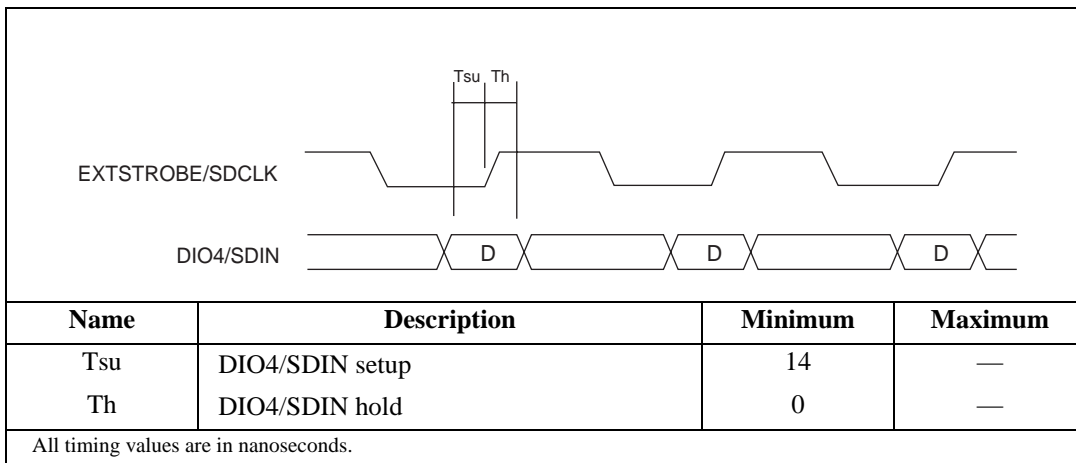 Tsu Th
EXTSTROBE/SDCLK
DIO4/SDIN D D D
Name Description Minimum Maximum
Tsu DIO4/SDIN setup 14 —
Th DIO4/SDIN hold 0 —
All timing values are in nanoseconds.